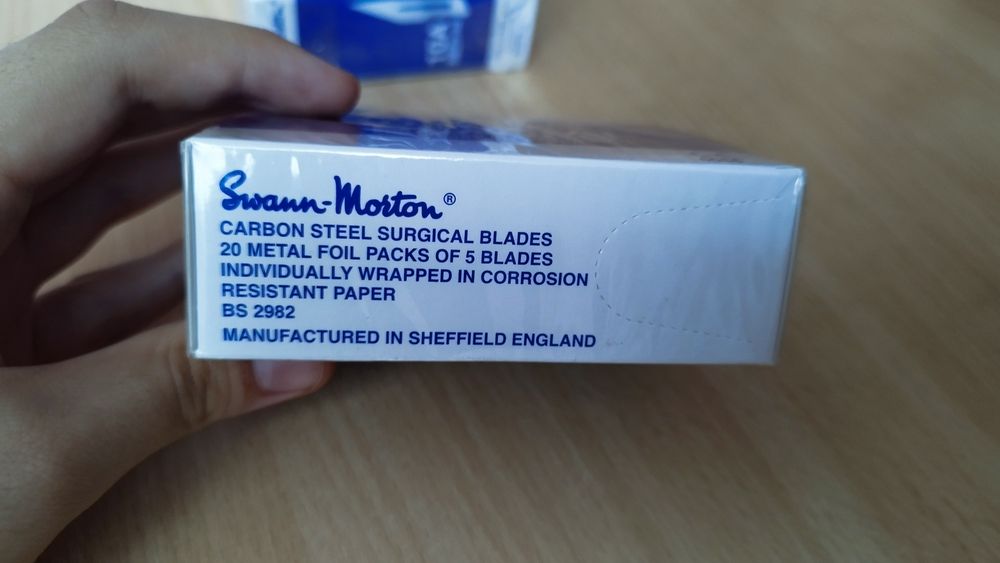 Swann-Morton®
CARBON STEEL SURGICAL BLADES
20 METAL FOIL PACKS OF 5 BLADES
INDIVIDUALLY WRAPPED IN CORROSION
RESISTANT PAPER
BS 2982
MANUFACTURED IN SHEFFIELD ENGLAND